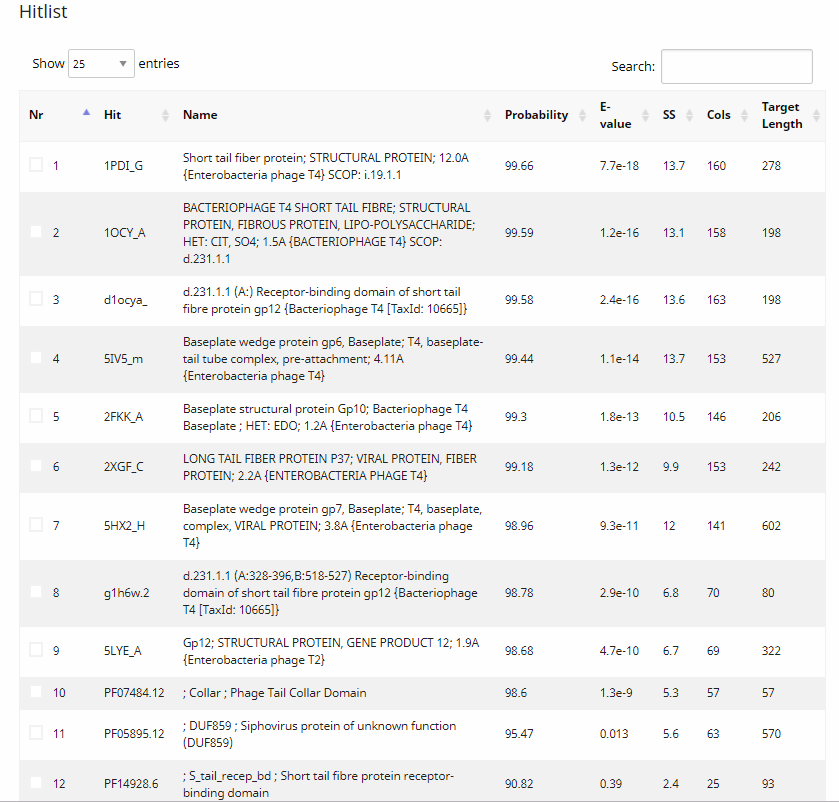 Hitlist
Show 25 entries
Search:
Nr Hit Name Probability E-value SS Cols Target Length
1 1PDI_G Short tail fiber protein; STRUCTURAL PROTEIN; 12.0A 99.66 7.7e-18 13.7 160 278
{Enterobacteria phage T4} SCOP: i.19.1.1
2 1OCY_A BACTERIOPHAGE T4 SHORT TAIL FIBRE; STRUCTURAL 99.59 1.2e-16 13.1 158 198
PROTEIN, FIBROUS PROTEIN, LIPO-POLYSACCHARIDE;
HET: CIT, SO4; 1.5A {BACTERIOPHAGE T4} SCOP:
d.231.1.1
3 d1ocya_ d.231.1.1 (A:) Receptor-binding domain of short tail 99.58 2.4e-16 13.6 163 198
fibre protein gp12 {Bacteriophage T4 [TaxId: 10665]}
4 5IV5_m Baseplate wedge protein gp6, Baseplate; T4, baseplate- 99.44 1.1e-14 13.7 153 527
tail tube complex, pre-attachment; 4.11A
{Enterobacteria phage T4}
5 2FKK_A Baseplate structural protein Gp10; Bacteriophage T4 99.3 1.8e-13 10.5 146 206
Baseplate ; HET: EDO; 1.2A {Enterobacteria phage T4}
6 2XGF_C LONG TAIL FIBER PROTEIN P37; VIRAL PROTEIN, FIBER 99.18 1.3e-12 9.9 153 242
PROTEIN; 2.2A {ENTEROBACTERIA PHAGE T4}
7 5HX2_H Baseplate wedge protein gp7, Baseplate; T4, baseplate, 98.96 9.3e-11 12 141 602
complex, VIRAL PROTEIN; 3.8A {Enterobacteria phage
T4}
8 g1h6w.2 d.231.1.1 (A:328-396,B:518-527) Receptor-binding 98.78 2.9e-10 6.8 70 80
domain of short tail fibre protein gp12 {Bacteriophage
T4 [TaxId: 10665]}
9 5LYE_A Gp12; STRUCTURAL PROTEIN, GENE PRODUCT 12; 1.9A 98.68 4.7e-10 6.7 69 322
{Enterobacteria phage T2}
10 PF07484.12 ; Collar ; Phage Tail Collar Domain 98.6 1.3e-9 5.3 57 57
11 PF05895.12 ; DUF859 ; Siphovirus protein of unknown function 95.47 0.013 5.6 63 570
(DUF859)
12 PF14928.6 ; S_tail_recep_bd ; Short tail fibre protein receptor- 90.82 0.39 2.4 25 93
binding domain